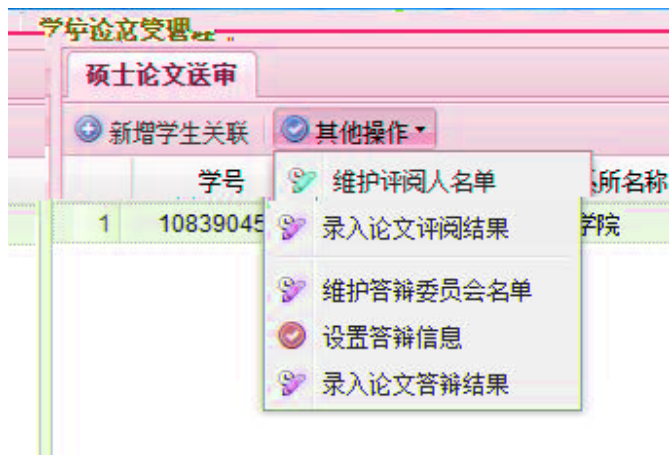 硕士论文送审
新增学生关联 其他操作
学号 维护评阅人名单 所名称
1 10839045 录入论文评阅结果 学院
维护答辩委员会名单
设置答辩信息
录入论文答辩结果